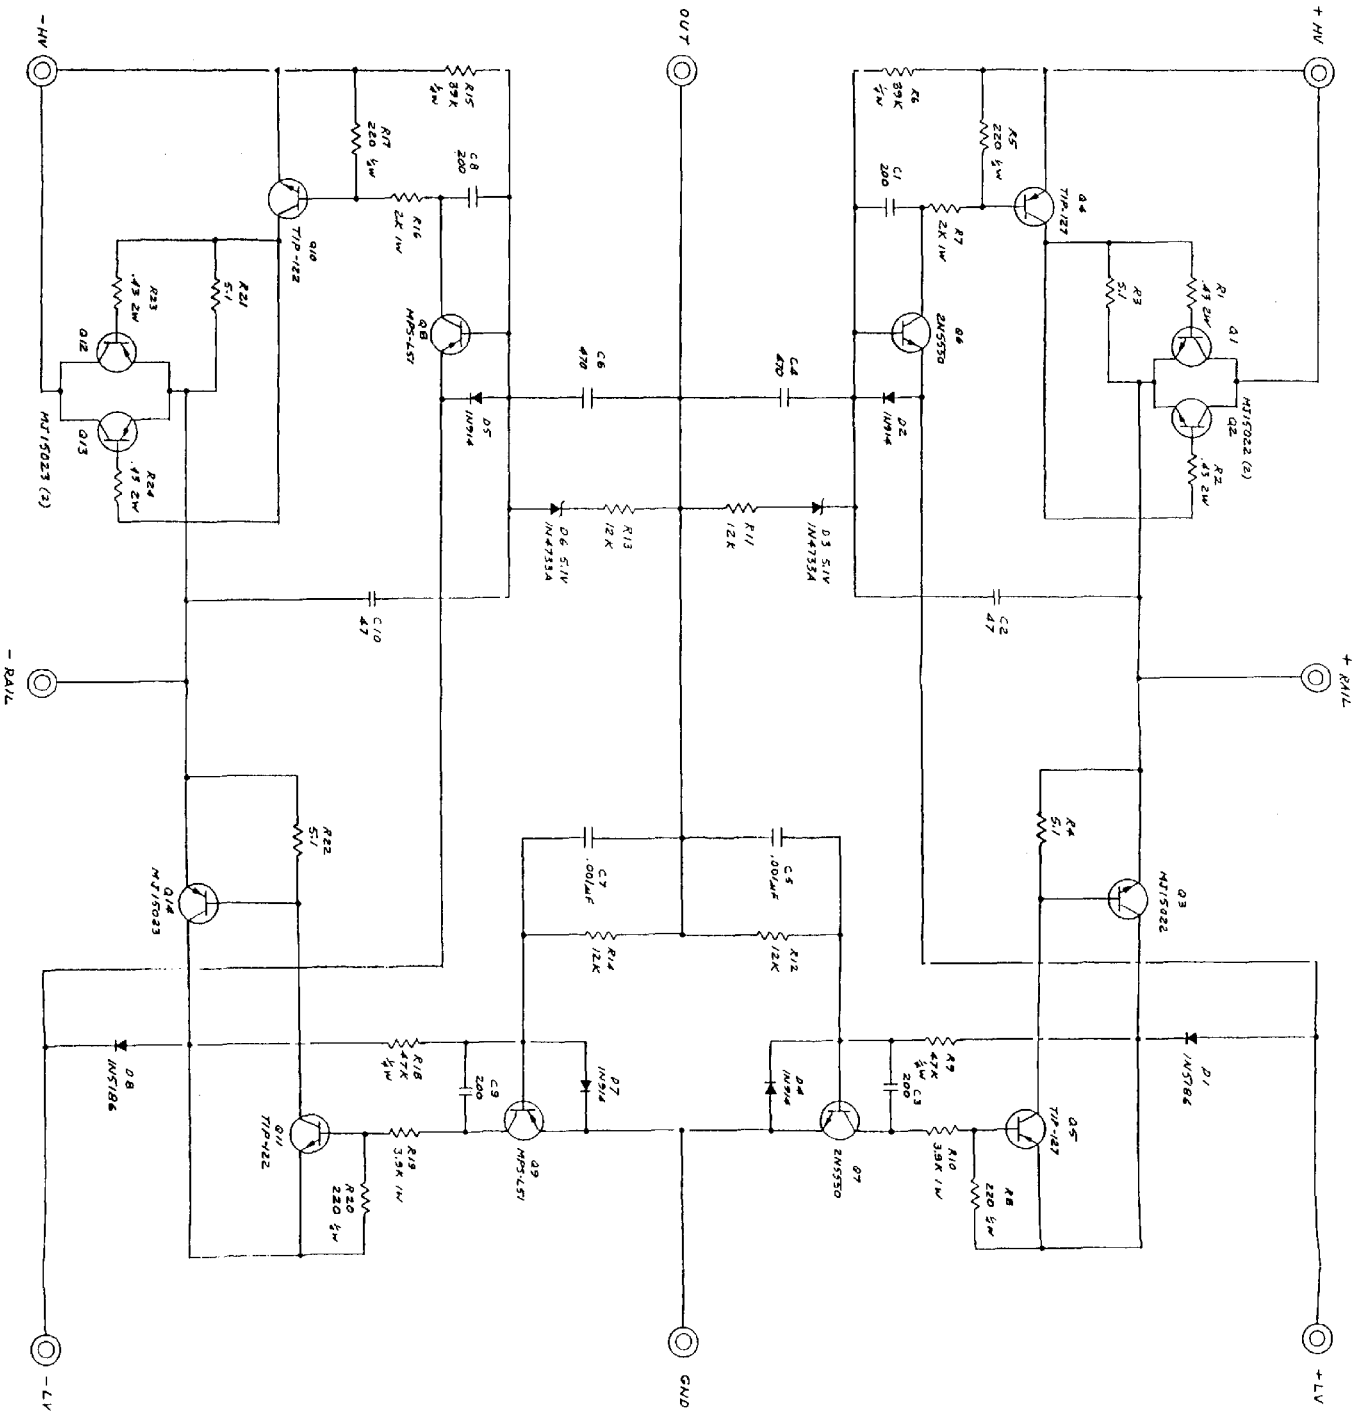 - HV
OUT
+ HV
R15
39K
½W
R17
220 ½W
C8
200
R16
2K 1W
Q10
TIP-122
R6
39K
½W
R5
220 ½W
C1
200
R7
2K 1W
Q4
TIP-127
R23
.43 2W
R21
5.1
Q12
Q13
R24
.43 2W
MJ15023 (2)
Q8
MPS-L51
D5
1N914
C6
470
C4
470
Q6
2N5550
D2
1N914
R3
5.1
R1
.43 2W
Q1
Q2
MJ15022 (2)
R2
.43 2W
D6 5.1V
1N4733A
R13
12K
R11
12K
D3 5.1V
1N4733A
C10
47
C2
47
- RAIL
+ RAIL
R22
5.1
Q14
MJ15023
C7
.001µF
C5
.001µF
R14
12K
R12
12K
R4
5.1
Q3
MJ15022
D8
1N5186
R18
47K
½W
C9
200
D7
1N914
D4
1N914
C3
200
R9
47K
½W
D1
1N5186
Q11
TIP-122
R19
3.9K 1W
R20
220 ½W
Q9
MPS-L51
Q7
2N5550
R10
3.9K 1W
R8
220 ½W
Q5
TIP-127
- LV
GND
+ LV